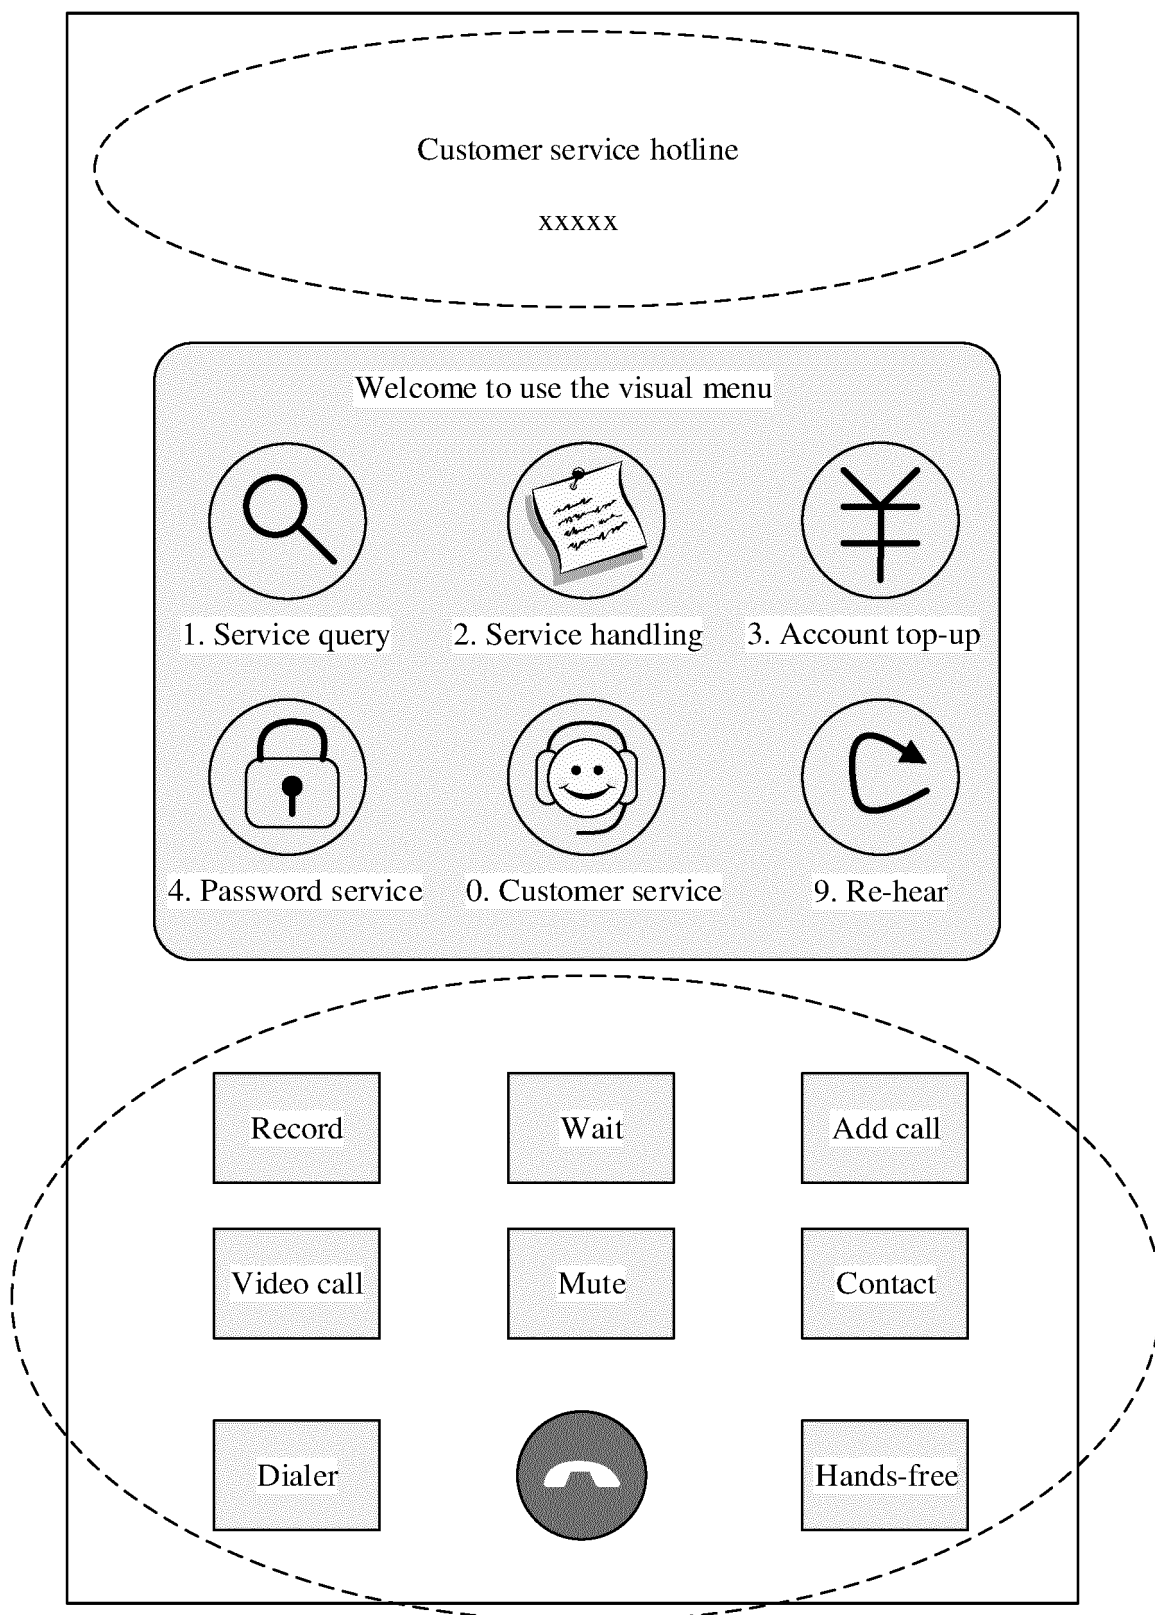 Customer service hotline
xxxxx
Welcome to use the visual menu
1. Service query
2. Service handling
3. Account top-up
4. Password service
0. Customer service
9. Re-hear
Record
Wait
Add call
Video call
Mute
Contact
Dialer
Hands-free